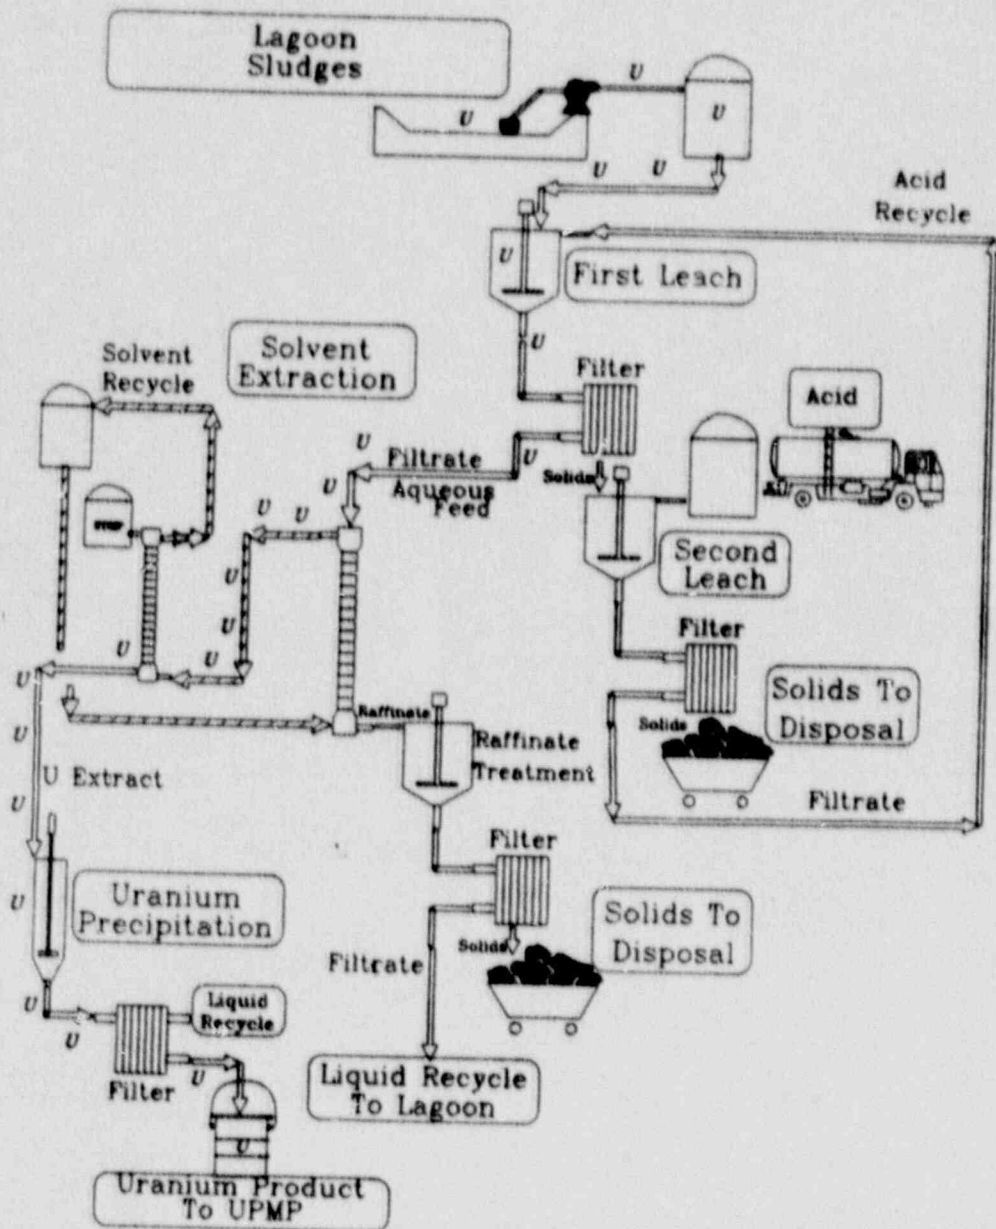 Lagoon
Sludges
U
U
U
U
U
Acid
Recycle
U
First Leach
U
Solvent
Recycle
Solvent
Extraction
Filter
Acid
U
U
Filtrate
Aqueous
Feed
U
Solids
U
U
Second
Leach
U
U
U
U
U
Filter
Solids To
Disposal
Solids
U
Raffinate
Raffinate
Treatment
U Extract
Filtrate
U
Filter
U
Uranium
Precipitation
Solids To
Disposal
Solids
Filtrate
U
U
Liquid
Recycle
Filter
U
Liquid Recycle
To Lagoon
U
Uranium Product
To UPMP